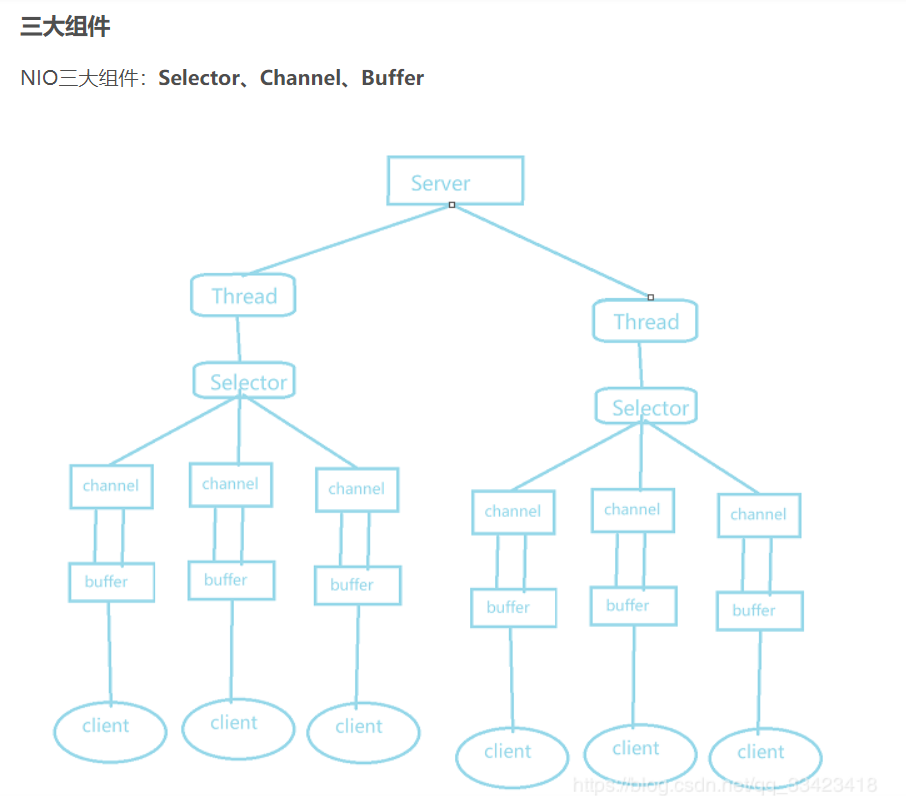 三大组件
NIO三大组件：Selector、Channel、Buffer
Server
Thread
Thread
Selector
Selector
channel
channel
channel
channel
channel
channel
buffer
buffer
buffer
buffer
buffer
buffer
client
client
client
client
client
client
https://blog.csdn.net/qq_83423418